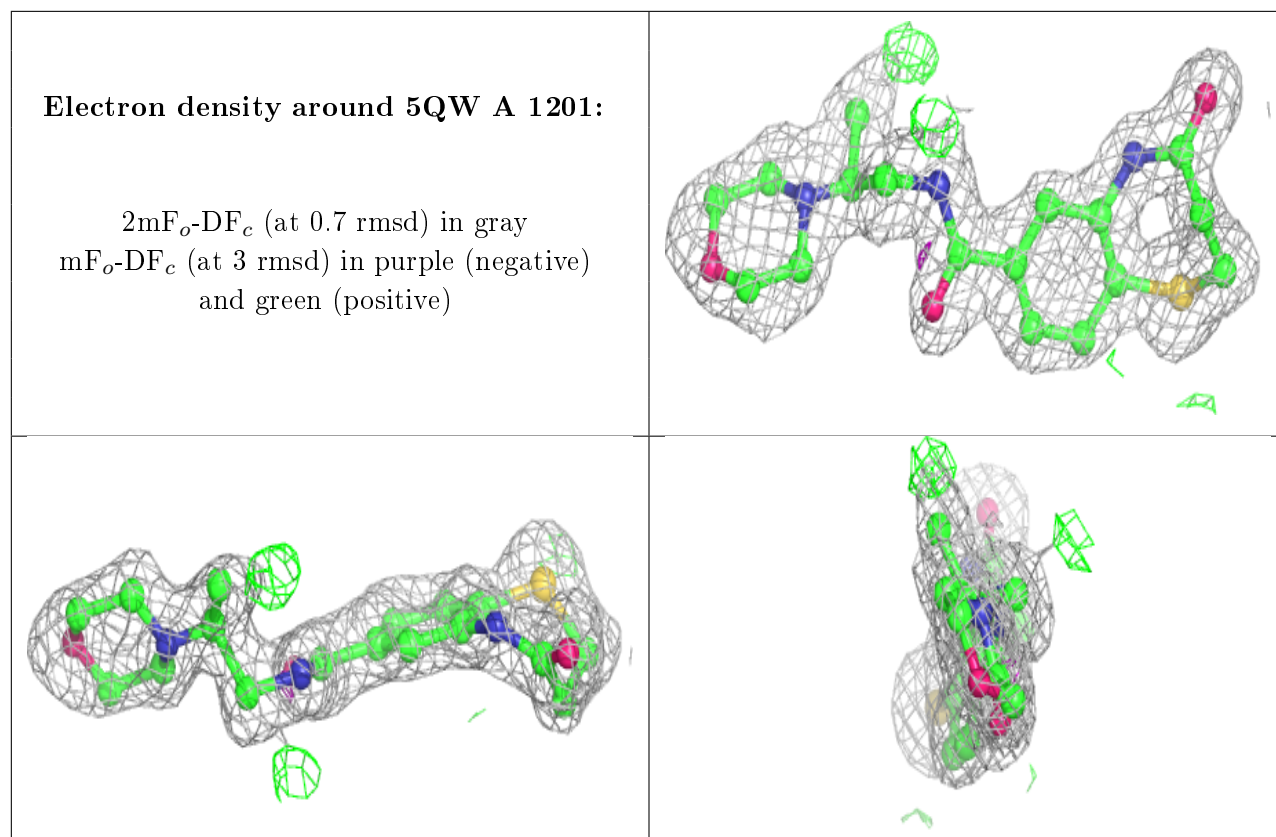 Electron density around 5QW A 1201:
2mFo-DFc (at 0.7 rmsd) in gray
mFo-DFc (at 3 rmsd) in purple (negative)
and green (positive)